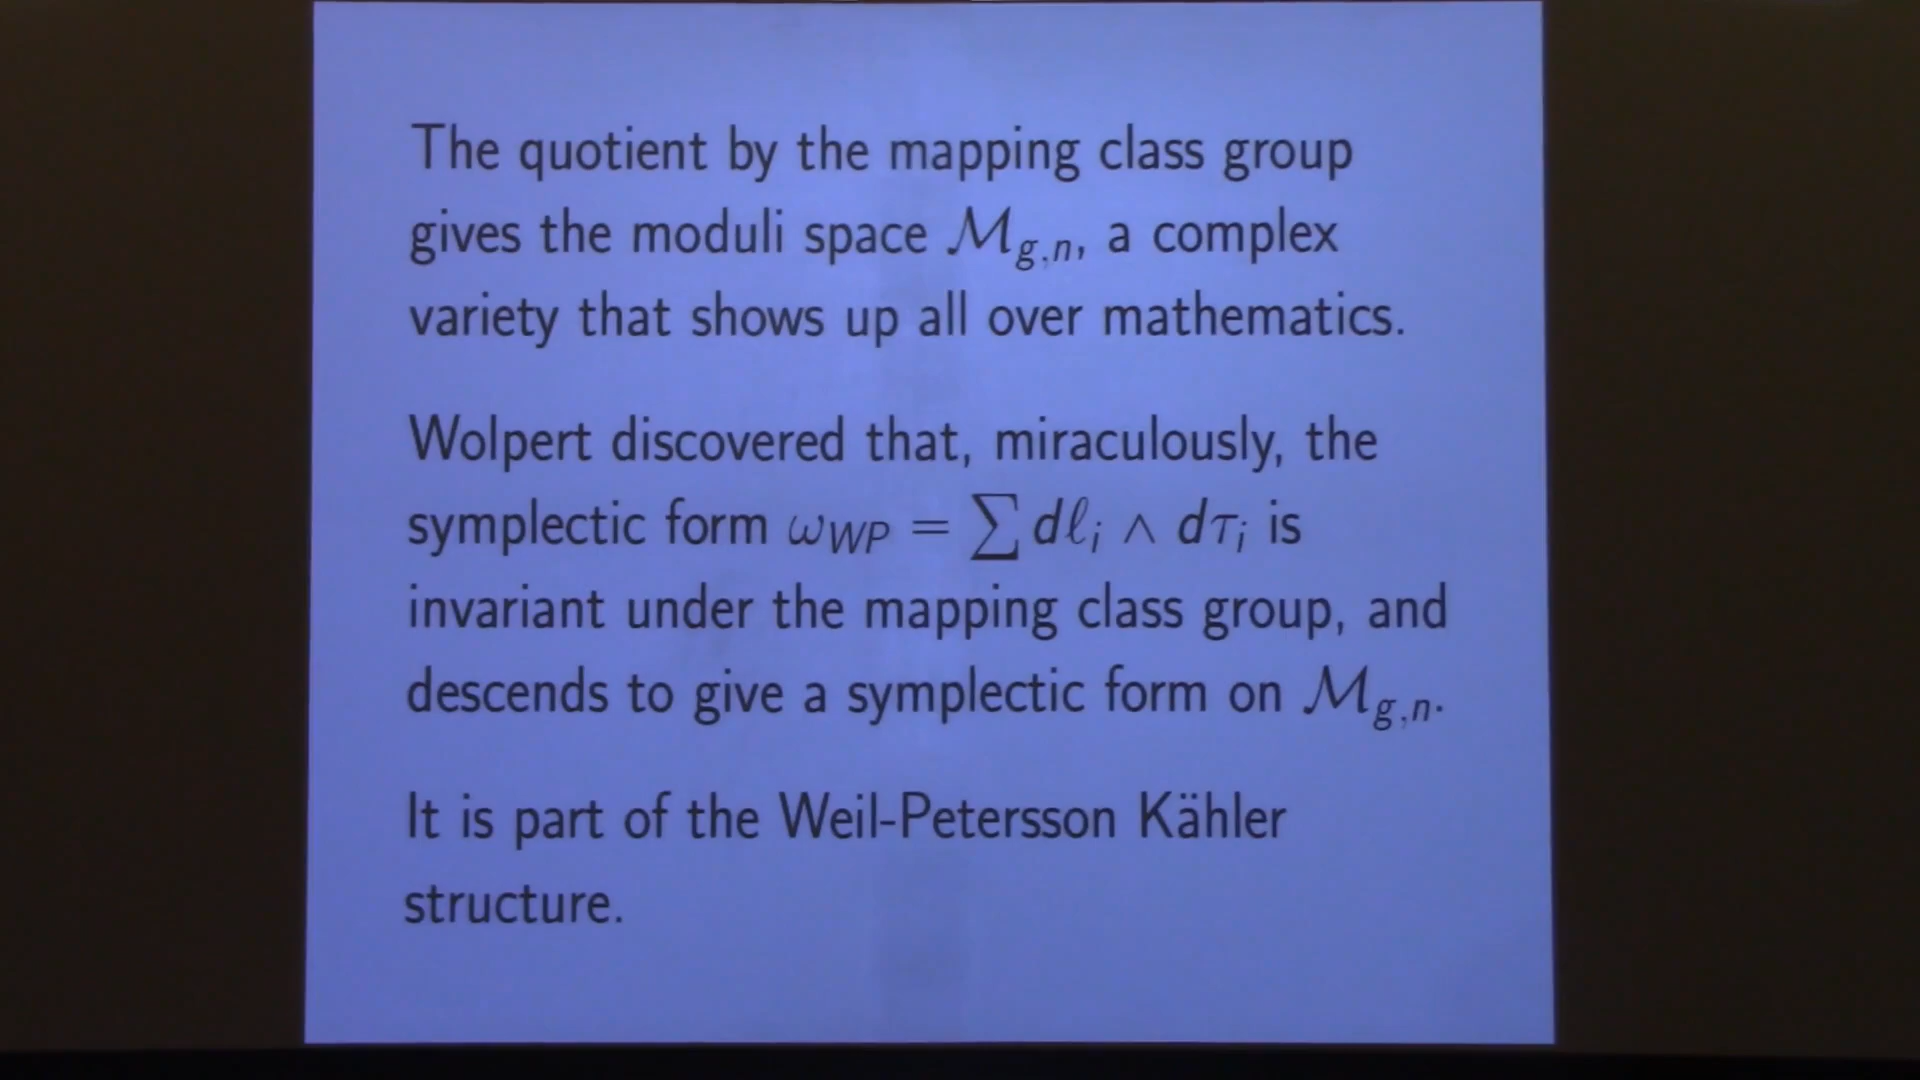 The quotient by the mapping class group
gives the moduli space ℳ_{g,n}, a complex
variety that shows up all over mathematics.
Wolpert discovered that, miraculously, the
symplectic form ω_{WP} = ∑ dℓ_i ∧ dτ_i is
invariant under the mapping class group, and
descends to give a symplectic form on ℳ_{g,n}.
It is part of the Weil-Petersson Kähler
structure.